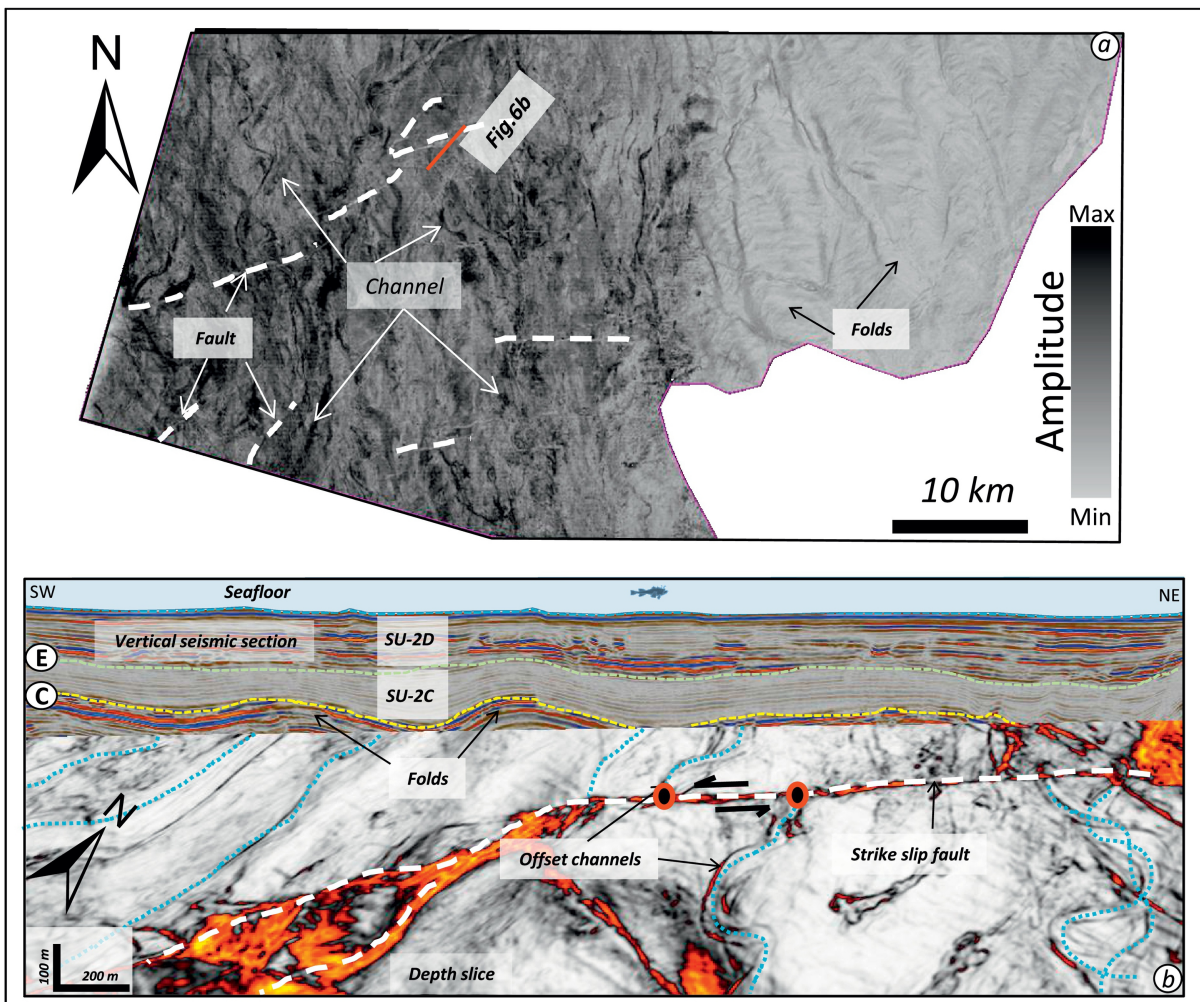 N
a
Fig.6b
Max
Channel
Amplitude
Fault
Folds
10 km
Min
SW
Seafloor
NE
Vertical seismic section
SU-2D
E
C
SU-2C
Folds
N
Offset channels
Strike slip fault
100 m
200 m
Depth slice
b